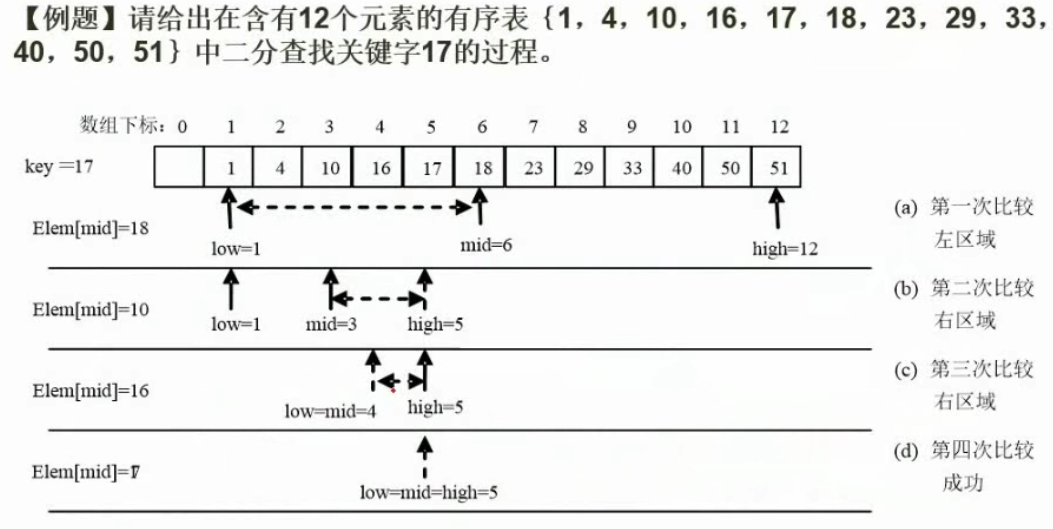 【例题】请给出在含有12个元素的有序表{1，4，10，16，17，18，23，29，33，
40，50，51}中二分查找关键字17的过程。
数组下标：0 1 2 3 4 5 6 7 8 9 10 11 12
key =17 1 4 10 16 17 18 23 29 33 40 50 51
(a) 第一次比较
Elem[mid]=18 左区域
low=1 mid=6 high=12
(b) 第二次比较
Elem[mid]=10 右区域
low=1 mid=3 high=5
(c) 第三次比较
Elem[mid]=16 右区域
low=mid=4 high=5
(d) 第四次比较
Elem[mid]=17 成功
low=mid=high=5